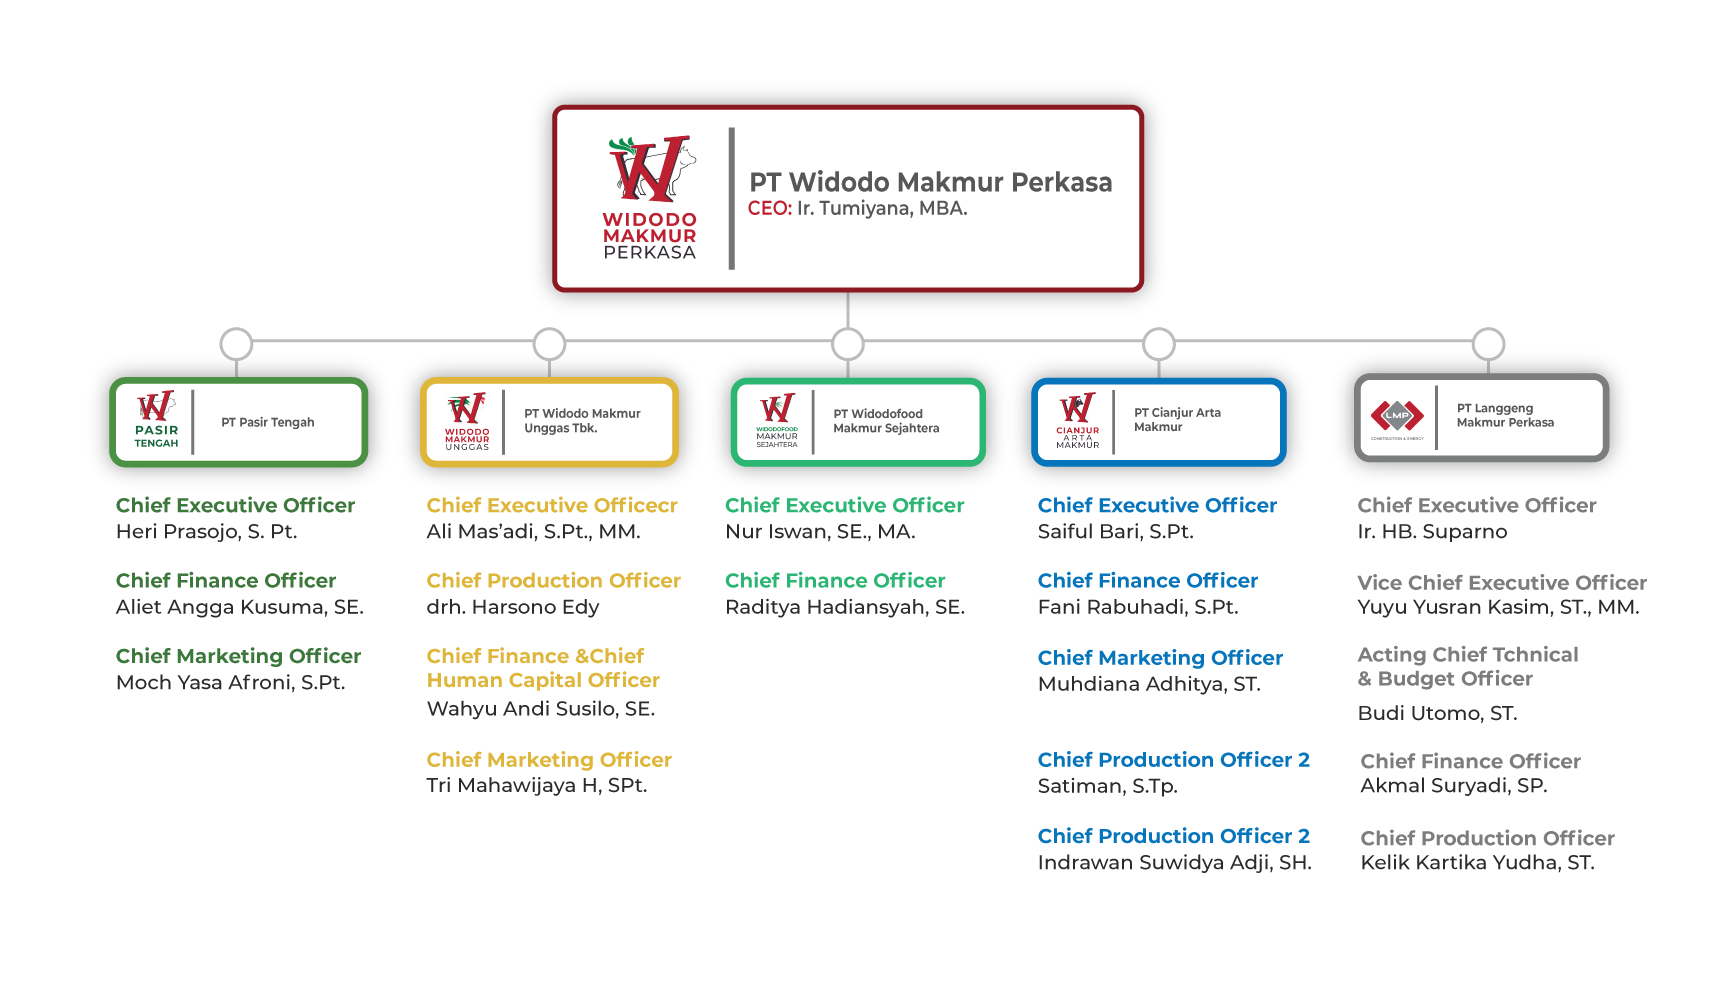 WIDODO
MAKMUR
PERKASA
PT Widodo Makmur Perkasa
CEO: Ir. Tumiyana, MBA.
PASIR
TENGAH
PT Pasir Tengah
WIDODO
MAKMUR
UNGGAS
PT Widodo Makmur
Unggas Tbk.
WIDODOFOOD
MAKMUR
SEJAHTERA
PT Widodofood
Makmur Sejahtera
CIANJUR
ARTA
MAKMUR
PT Cianjur Arta
Makmur
LMP
CONSTRUCTION & ENERGY
PT Langgeng
Makmur Perkasa
Chief Executive Officer
Heri Prasojo, S. Pt.
Chief Finance Officer
Aliet Angga Kusuma, SE.
Chief Marketing Officer
Moch Yasa Afroni, S.Pt.
Chief Executive Officecr
Ali Mas’adi, S.Pt., MM.
Chief Production Officer
drh. Harsono Edy
Chief Finance &Chief
Human Capital Officer
Wahyu Andi Susilo, SE.
Chief Marketing Officer
Tri Mahawijaya H, SPt.
Chief Executive Officer
Nur Iswan, SE., MA.
Chief Finance Officer
Raditya Hadiansyah, SE.
Chief Executive Officer
Saiful Bari, S.Pt.
Chief Finance Officer
Fani Rabuhadi, S.Pt.
Chief Marketing Officer
Muhdiana Adhitya, ST.
Chief Production Officer 2
Satiman, S.Tp.
Chief Production Officer 2
Indrawan Suwidya Adji, SH.
Chief Executive Officer
Ir. HB. Suparno
Vice Chief Executive Officer
Yuyu Yusran Kasim, ST., MM.
Acting Chief Tchnical
& Budget Officer
Budi Utomo, ST.
Chief Finance Officer
Akmal Suryadi, SP.
Chief Production Officer
Kelik Kartika Yudha, ST.